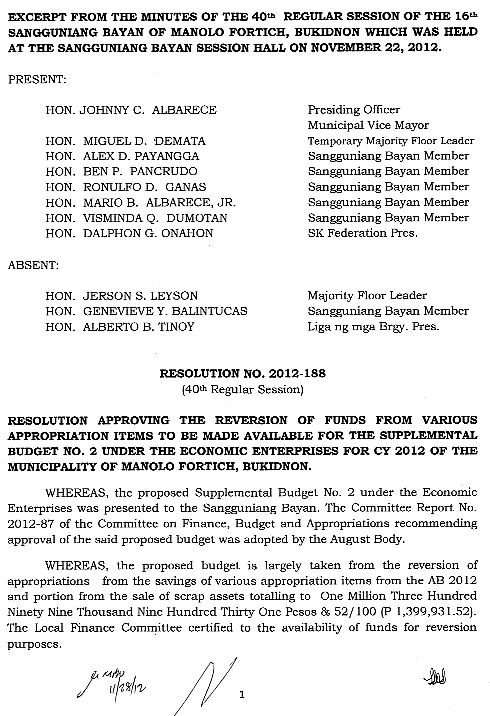 EXCERPT FROM THE MINUTES OF THE 40th REGULAR SESSION OF THE 16th
SANGGUNIANG BAYAN OF MANOLO FORTICH, BUKIDNON WHICH WAS HELD
AT THE SANGGUNIANG BAYAN SESSION HALL ON NOVEMBER 22, 2012.
PRESENT:
HON. JOHNNY C. ALBARECE Presiding Officer
Municipal Vice Mayor
HON. MIGUEL D. DEMATA Temporary Majority Floor Leader
HON. ALEX D. PAYANGGA Sangguniang Bayan Member
HON. BEN P. PANCRUDO Sangguniang Bayan Member
HON. RONULFO D. GANAS Sangguniang Bayan Member
HON. MARIO B. ALBARECE, JR. Sangguniang Bayan Member
HON. VISMINDA Q. DUMOTAN Sangguniang Bayan Member
HON. DALPHON G. ONAHON SK Federation Pres.
ABSENT:
HON. JERSON S. LEYSON Majority Floor Leader
HON. GENEVIEVE Y. BALINTUCAS Sangguniang Bayan Member
HON. ALBERTO B. TINOY Liga ng mga Brgy. Pres.
RESOLUTION NO. 2012-188
(40th Regular Session)
RESOLUTION APPROVING THE REVERSION OF FUNDS FROM VARIOUS
APPROPRIATION ITEMS TO BE MADE AVAILABLE FOR THE SUPPLEMENTAL
BUDGET NO. 2 UNDER THE ECONOMIC ENTERPRISES FOR CY 2012 OF THE
MUNICIPALITY OF MANOLO FORTICH, BUKIDNON.
WHEREAS, the proposed Supplemental Budget No. 2 under the Economic
Enterprises was presented to the Sangguniang Bayan. The Committee Report No.
2012-87 of the Committee on Finance, Budget and Appropriations recommending
approval of the said proposed budget was adopted by the August Body.
WHEREAS, the proposed budget is largely taken from the reversion of
appropriations from the savings of various appropriation items from the AB 2012
and portion from the sale of scrap assets totalling to One Million Three Hundred
Ninety Nine Thousand Nine Hundred Thirty One Pesos & 52/100 (P 1,399,931.52).
The Local Finance Committee certified to the availability of funds for reversion
purposes.
11/28/12
1